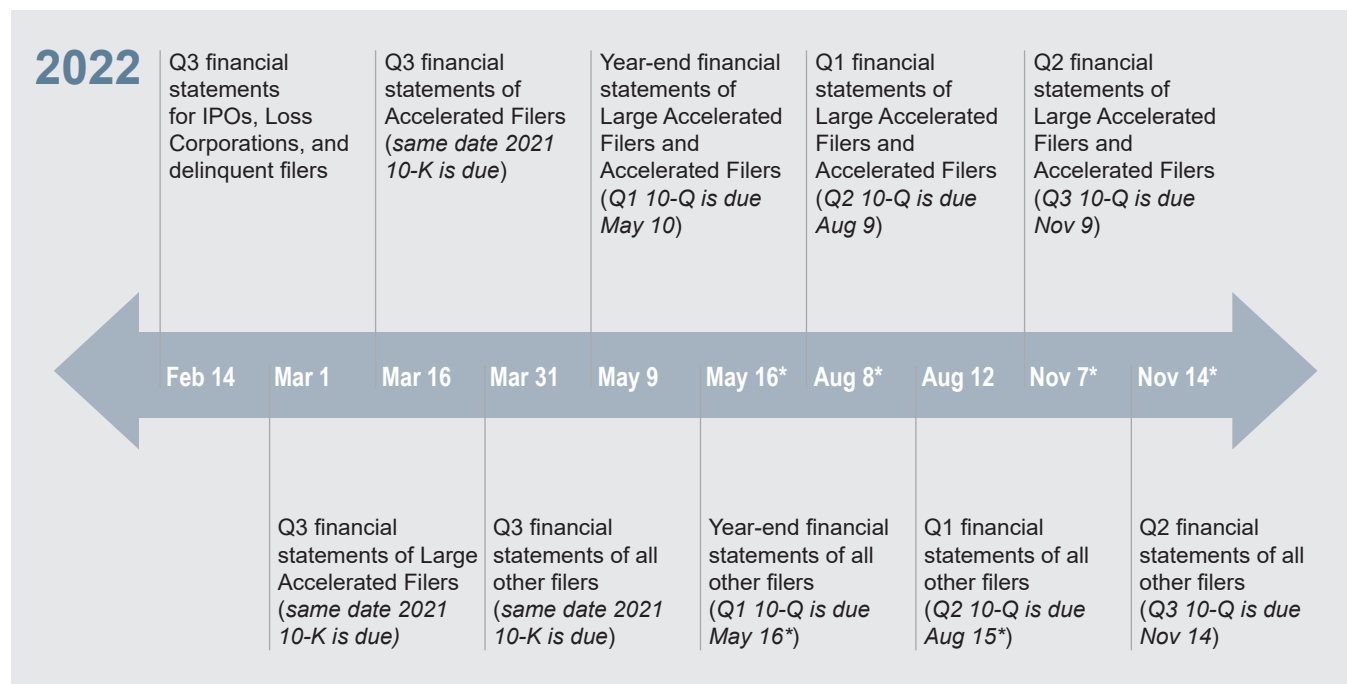 2022
Q3 financial
statements
for IPOs, Loss
Corporations, and
delinquent filers
Q3 financial
statements of
Accelerated Filers
(same date 2021
10-K is due)
Year-end financial
statements of
Large Accelerated
Filers and
Accelerated Filers
(Q1 10-Q is due
May 10)
Q1 financial
statements of
Large Accelerated
Filers and
Accelerated Filers
(Q2 10-Q is due
Aug 9)
Q2 financial
statements of
Large Accelerated
Filers and
Accelerated Filers
(Q3 10-Q is due
Nov 9)
Feb 14
Mar 1
Mar 16
Mar 31
May 9
May 16*
Aug 8*
Aug 12
Nov 7*
Nov 14*
Q3 financial
statements of Large
Accelerated Filers
(same date 2021
10-K is due)
Q3 financial
statements of all
other filers
(same date 2021
10-K is due)
Year-end financial
statements of all
other filers
(Q1 10-Q is due
May 16*)
Q1 financial
statements of all
other filers
(Q2 10-Q is due
Aug 15*)
Q2 financial
statements of all
other filers
(Q3 10-Q is due
Nov 14)